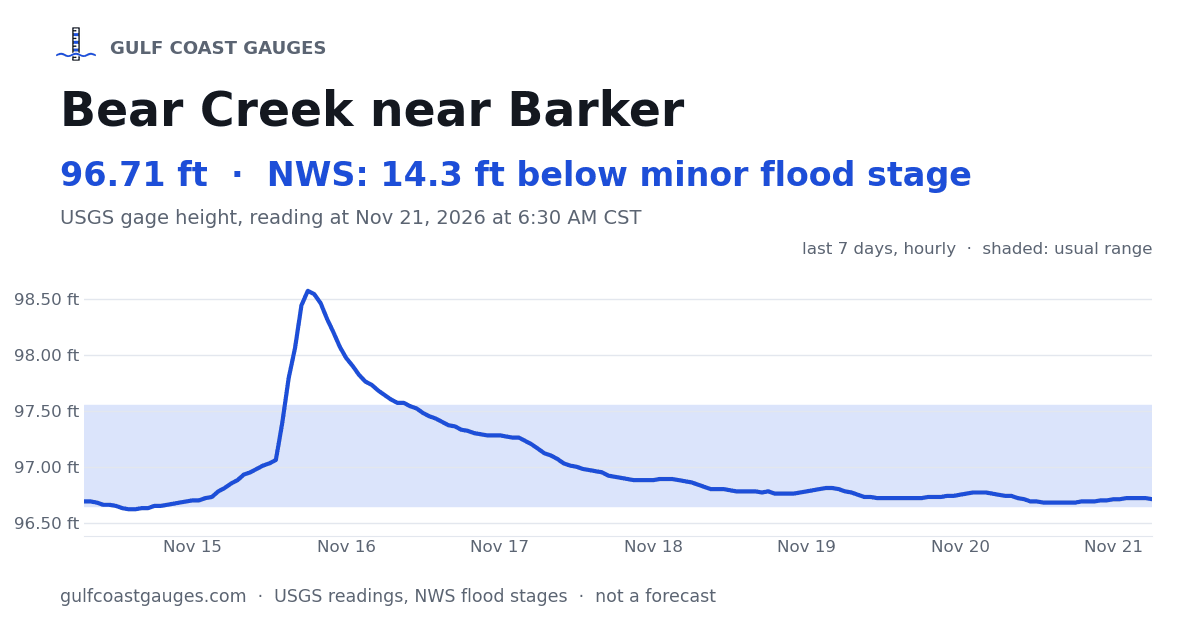 GULF COAST GAUGES
Bear Creek near Barker
96.71 ft · NWS: 14.3 ft below minor flood stage
USGS gage height, reading at Nov 21, 2026 at 6:30 AM CST
last 7 days, hourly · shaded: usual range
98.50 ft
98.00 ft
97.50 ft
97.00 ft
96.50 ft
Nov 15 Nov 16 Nov 17 Nov 18 Nov 19 Nov 20 Nov 21
gulfcoastgauges.com · USGS readings, NWS flood stages · not a forecast